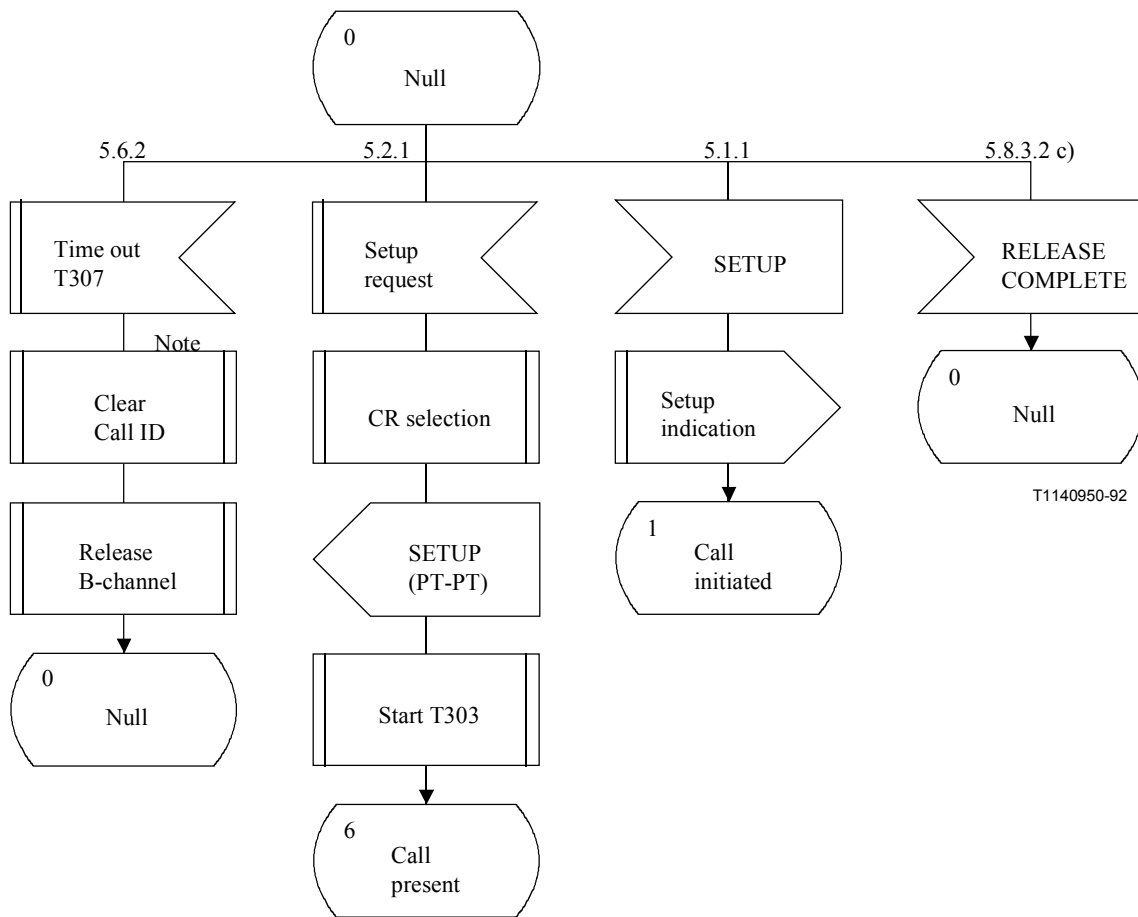 0
Null
5.6.2
5.2.1
5.1.1
5.8.3.2 c)
Time out
T307
Setup
request
SETUP
RELEASE
COMPLETE
Note
Clear
Call ID
CR selection
Setup
indication
0
Null
T1140950-92
Release
B-channel
SETUP
(PT-PT)
1
Call
initiated
0
Null
Start T303
6
Call
present